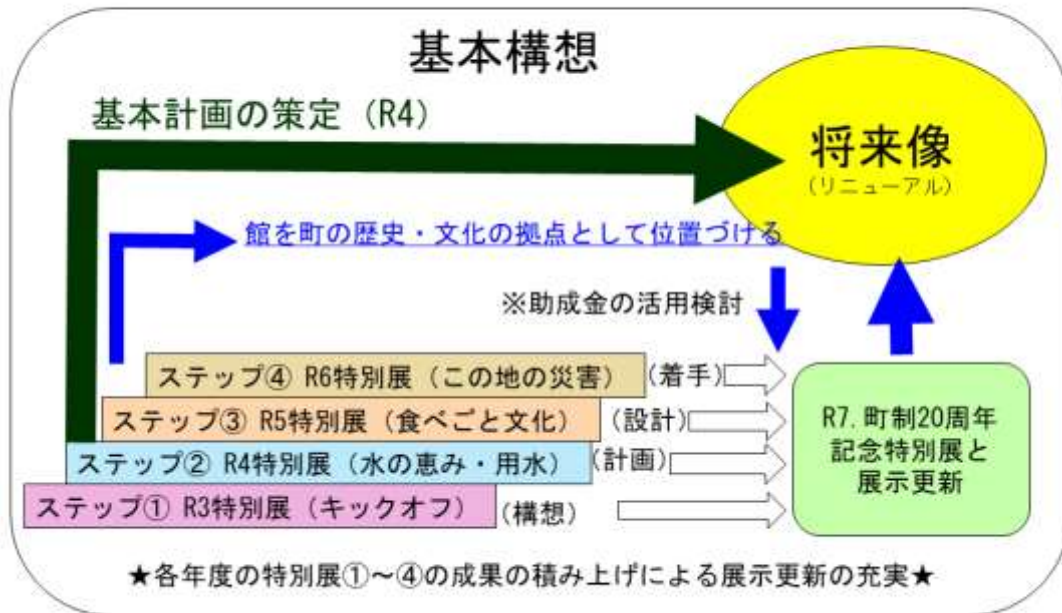 基本構想
基本計画の策定（R4）
将来像
（リニューアル）
館を町の歴史・文化の拠点として位置づける
※助成金の活用検討
ステップ④ R6特別展（この地の災害）
（着手）
ステップ③ R5特別展（食べごと文化）
（設計）
ステップ② R4特別展（水の恵み・用水）
（計画）
ステップ① R3特別展（キックオフ）
（構想）
R7. 町制20周年
記念特別展と
展示更新
★各年度の特別展①～④の成果の積み上げによる展示更新の充実★